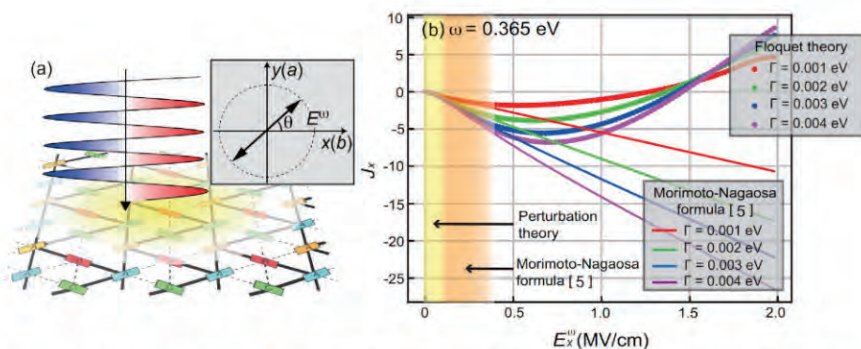 (a)
y(a)
E^ω
θ
x(b)
(b) ω = 0.365 eV
10
5
0
-5
-10
-15
-20
-25
J_x
0
0.5
1.0
1.5
2.0
E_x^ω(MV/cm)
Floquet theory
Γ = 0.001 eV
Γ = 0.002 eV
Γ = 0.003 eV
Γ = 0.004 eV
Perturbation
theory
Morimoto-Nagaosa
formula [5]
Morimoto-Nagaosa
formula [5]
Γ = 0.001 eV
Γ = 0.002 eV
Γ = 0.003 eV
Γ = 0.004 eV